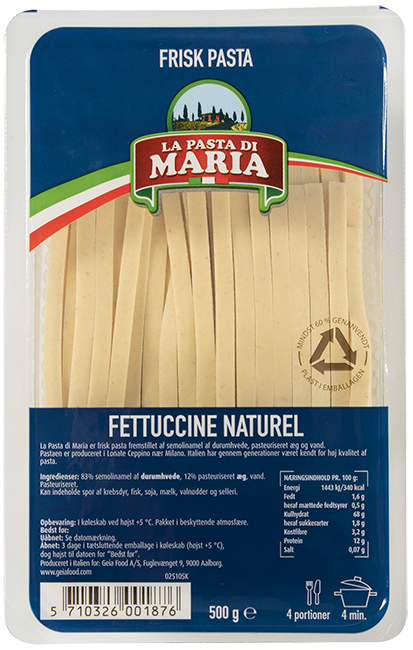 FRISK PASTA
LA PASTA DI
MARIA
MINDST 60 % GENANVENDT
PLAST I EMBALLAGEN
FETTUCCINE NATUREL
La Pasta di Maria er frisk pasta fremstillet af semolinamel af durumhvede, pasteuriseret æg og vand.
Pastaen er produceret i Lonate Ceppino nær Milano. Italien har gennem generationer været kendt for høj kvalitet af
pasta.
Ingredienser: 83% semolinamel af durumhvede, 12% pasteuriseret æg, vand.
Pasteuriseret.
Kan indeholde spor af krebsdyr, fisk, soja, mælk, valnødder og selleri.
NÆRINGSINDHOLD PR. 100 g:
Energi 1443 kJ/340 kcal
Fedt 1,6 g
heraf mættede fedtsyrer 0,5 g
Kulhydrat 68 g
heraf sukkerarter 1,8 g
Kostfibre 3,2 g
Protein 12 g
Salt 0,07 g
Opbevaring: I køleskab ved højst +5 °C. Pakket i beskyttende atmosfære.
Bedst før:
Uåbnet: Se datomærkning.
Åbnet: 3 dage i tætsluttende emballage i køleskab (højst +5 °C),
dog højst til datoen for "Bedst før".
Produceret i Italien for: Geia Food A/S, Fuglevænget 9, 9000 Aalborg.
www.geiafood.com
025105K
5 710326 001876
500 g ℮
4 portioner
4 min.